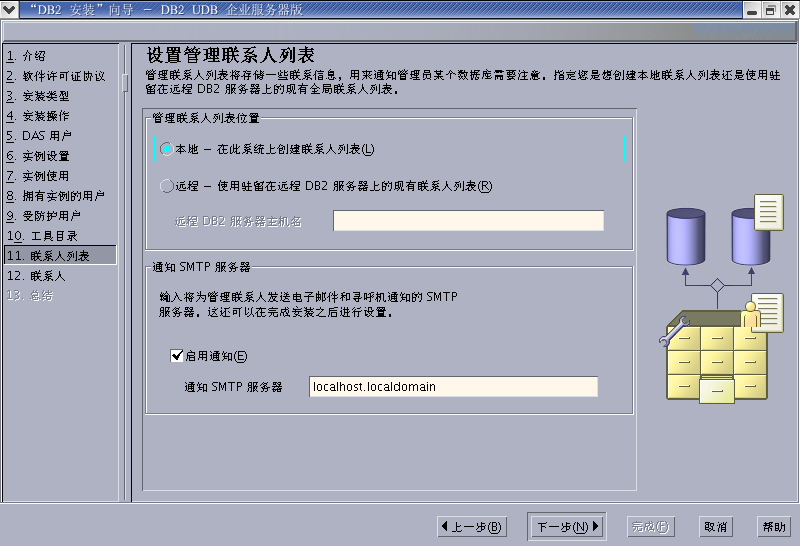 “DB2 安装”向导 － DB2 UDB 企业服务器版
1. 介绍
2. 软件许可证协议
3. 安装类型
4. 安装操作
5. DAS 用户
6. 实例设置
7. 实例使用
8. 拥有实例的用户
9. 受防护用户
10. 工具目录
11. 联系人列表
12. 联系人
13. 总结
设置管理联系人列表
管理联系人列表将存储一些联系信息，用来通知管理员某个数据库需要注意。指定您是想创建本地联系人列表还是使用驻
留在远程 DB2 服务器上的现有全局联系人列表。
管理联系人列表位置
本地 － 在此系统上创建联系人列表(L)
远程 － 使用驻留在远程 DB2 服务器上的现有联系人列表(R)
远程 DB2 服务器主机名
通知 SMTP 服务器
输入将为管理联系人发送电子邮件和寻呼机通知的 SMTP
服务器。这还可以在完成安装之后进行设置。
启用通知(E)
通知 SMTP 服务器
localhost.localdomain
上一步(B)
下一步(N)
完成(F)
取消
帮助